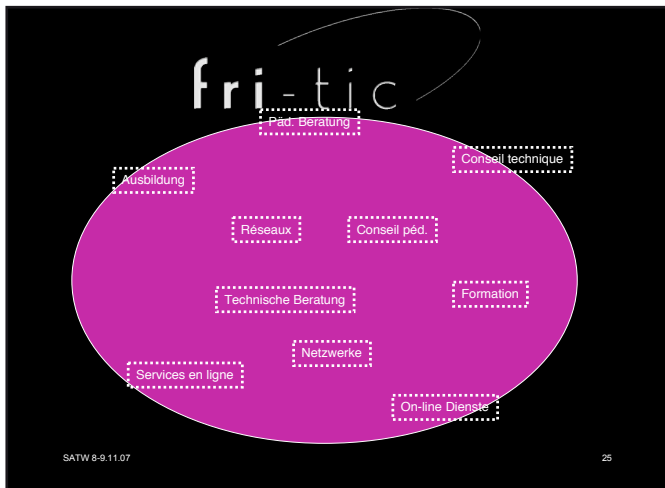 fri-tic
Päd. Beratung
Conseil technique
Ausbildung
Réseaux
Conseil péd.
Technische Beratung
Formation
Netzwerke
Services en ligne
On-line Dienste
SATW 8-9.11.07
25